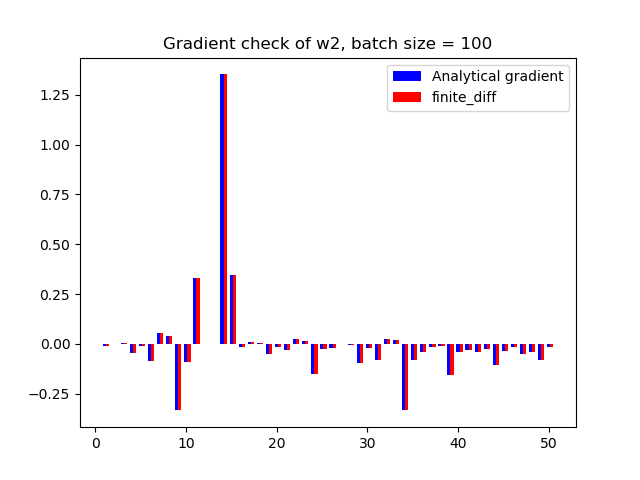 Gradient check of w2, batch size = 100
Analytical gradient
finite_diff
1.25
1.00
0.75
0.50
0.25
0.00
−0.25
0 10 20 30 40 50